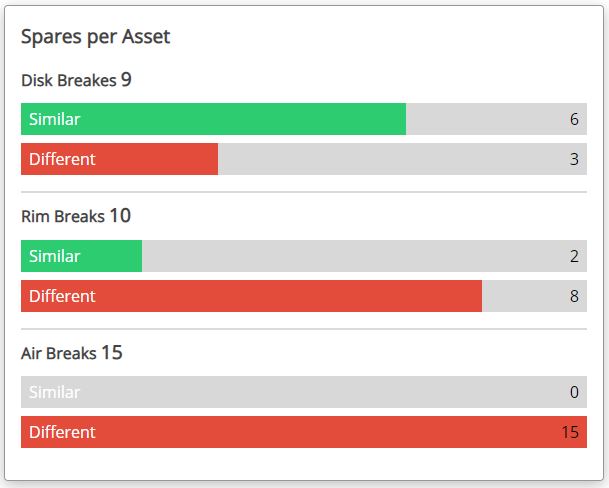 Spares per Asset
Disk Breakes 9
Similar 6
Different 3
Rim Breaks 10
Similar 2
Different 8
Air Breaks 15
Similar 0
Different 15